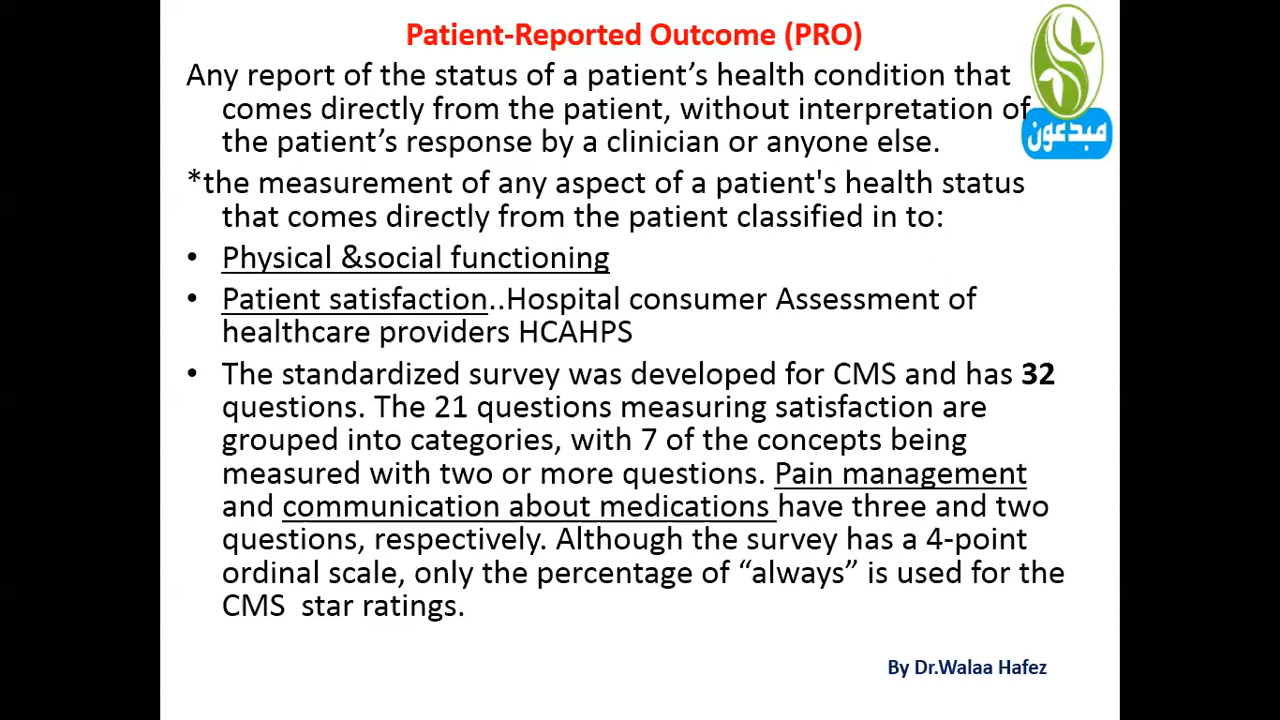 Patient-Reported Outcome (PRO)
Any report of the status of a patient’s health condition that
comes directly from the patient, without interpretation of
the patient’s response by a clinician or anyone else.
مبدعون
*the measurement of any aspect of a patient's health status
that comes directly from the patient classified in to:
• Physical &social functioning
• Patient satisfaction..Hospital consumer Assessment of
healthcare providers HCAHPS
• The standardized survey was developed for CMS and has 32
questions. The 21 questions measuring satisfaction are
grouped into categories, with 7 of the concepts being
measured with two or more questions. Pain management
and communication about medications have three and two
questions, respectively. Although the survey has a 4-point
ordinal scale, only the percentage of “always” is used for the
CMS  star ratings.
By Dr.Walaa Hafez